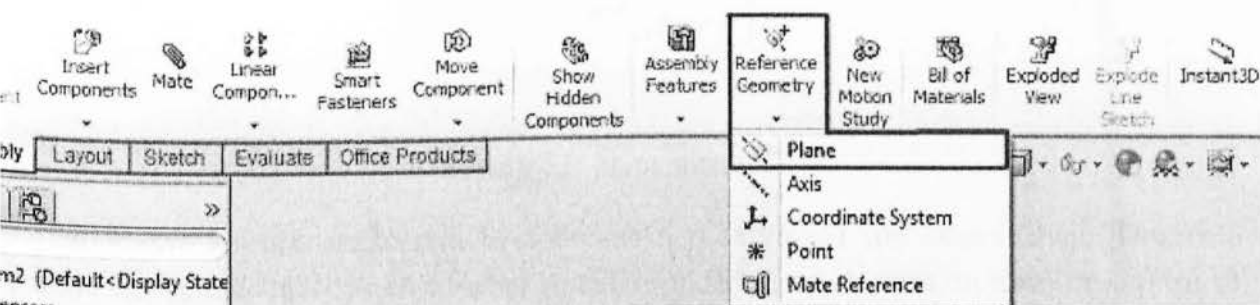 Insert
Components
Mate
Linear
Compon...
Smart
Fasteners
Move
Component
Show
Hidden
Components
Assembly
Features
Reference
Geometry
New
Motion
Study
Bill of
Materials
Exploded
View
Explode
Line
Sketch
Instant3D
Layout
Sketch
Evaluate
Office Products
Plane
Axis
Coordinate System
Point
Mate Reference
»
m2 (Default<Display State